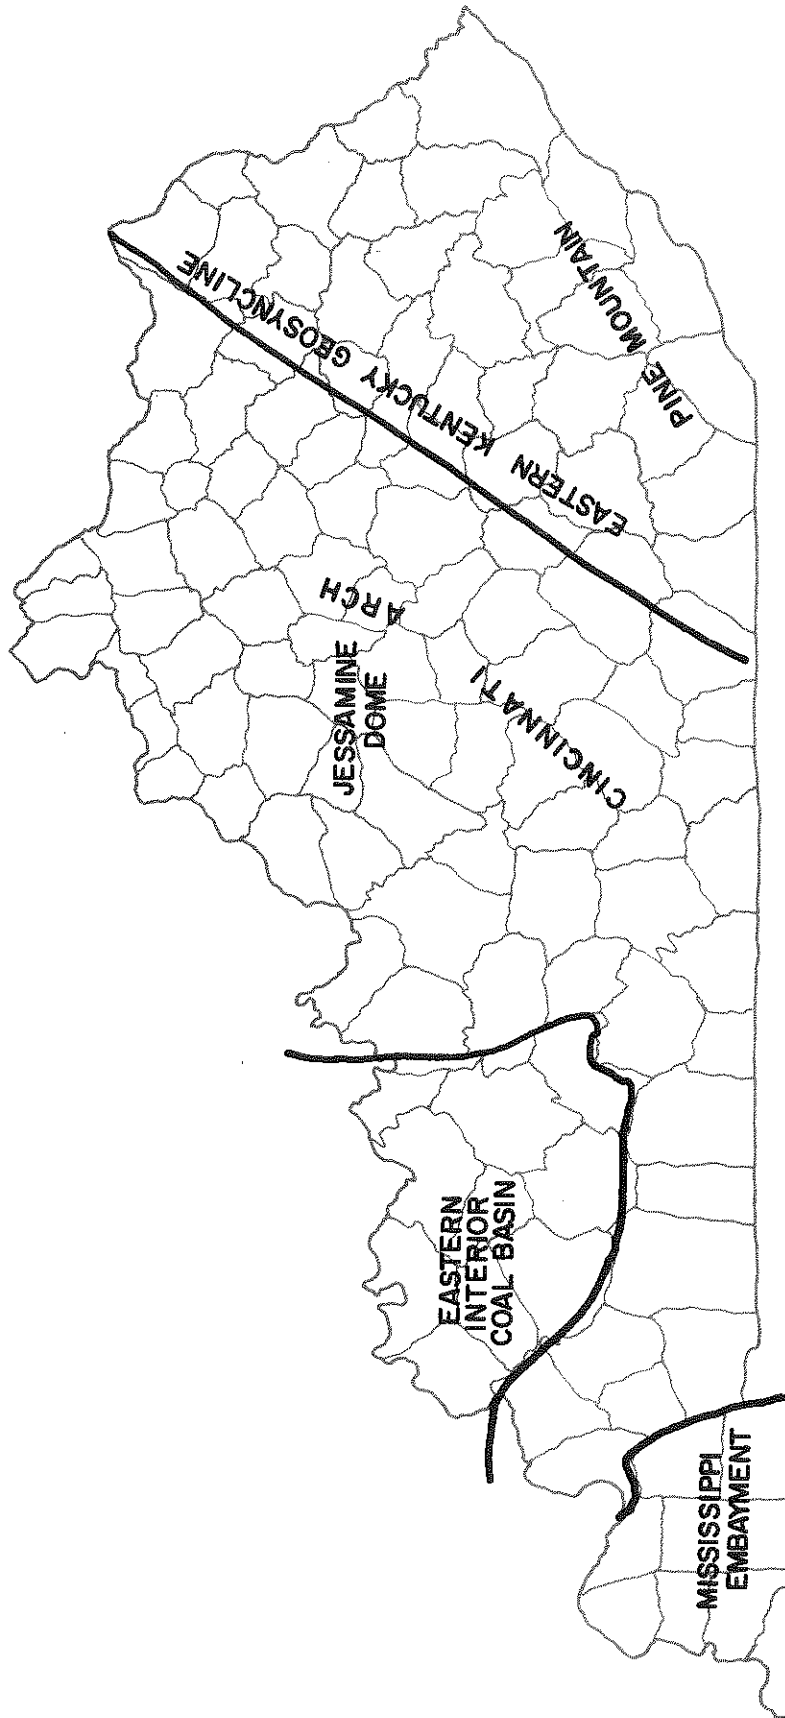 EASTERN KENTUCKY GEOSYNCLINE
PINE MOUNTAIN
CINCINNATI ARCH
JESSAMINE
DOME
EASTERN
INTERIOR
COAL BASIN
MISSISSIPPI
EMBAYMENT